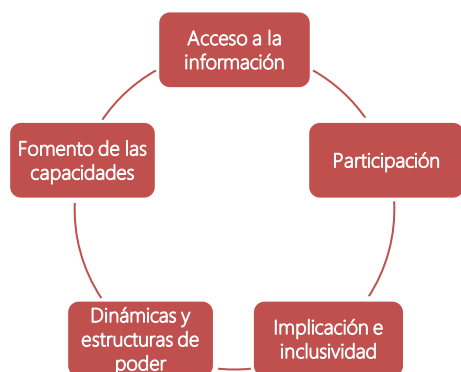 Acceso a la
información
Participación
Implicación e
inclusividad
Dinámicas y
estructuras de
poder
Fomento de las
capacidades